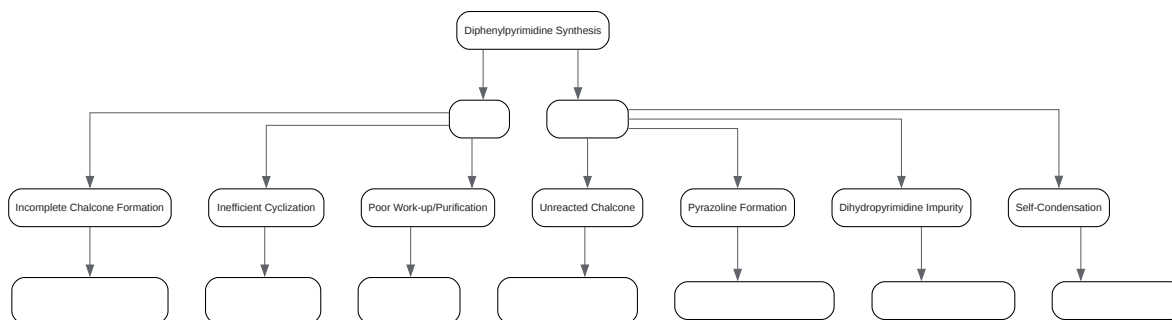 Diphenylpyrimidine Synthesis
Incomplete Chalcone Formation
Inefficient Cyclization
Poor Work-up/Purification
Unreacted Chalcone
Pyrazoline Formation
Dihydropyrimidine Impurity
Self-Condensation